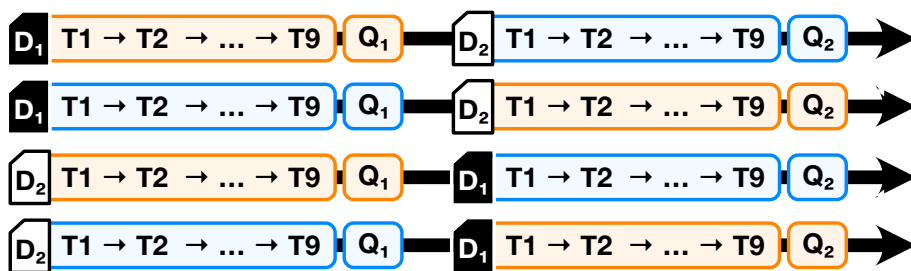 D₁ T1 → T2 → ... → T9 Q₁ D₂ T1 → T2 → ... → T9 Q₂
D₁ T1 → T2 → ... → T9 Q₁ D₂ T1 → T2 → ... → T9 Q₂
D₂ T1 → T2 → ... → T9 Q₁ D₁ T1 → T2 → ... → T9 Q₂
D₂ T1 → T2 → ... → T9 Q₁ D₁ T1 → T2 → ... → T9 Q₂